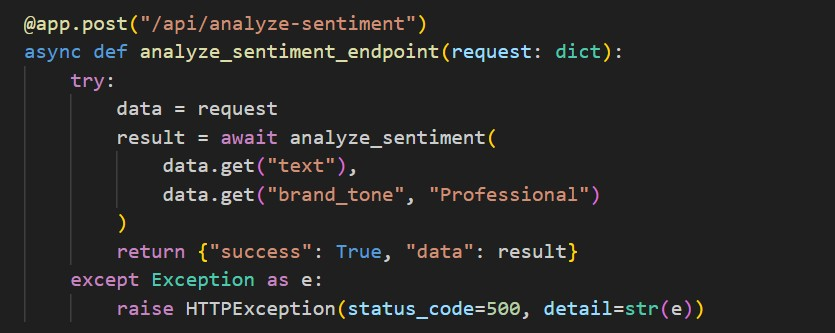 @app.post("/api/analyze-sentiment")
async def analyze_sentiment_endpoint(request: dict):
    try:
        data = request
        result = await analyze_sentiment(
            data.get("text"),
            data.get("brand_tone", "Professional")
        )
        return {"success": True, "data": result}
    except Exception as e:
        raise HTTPException(status_code=500, detail=str(e))